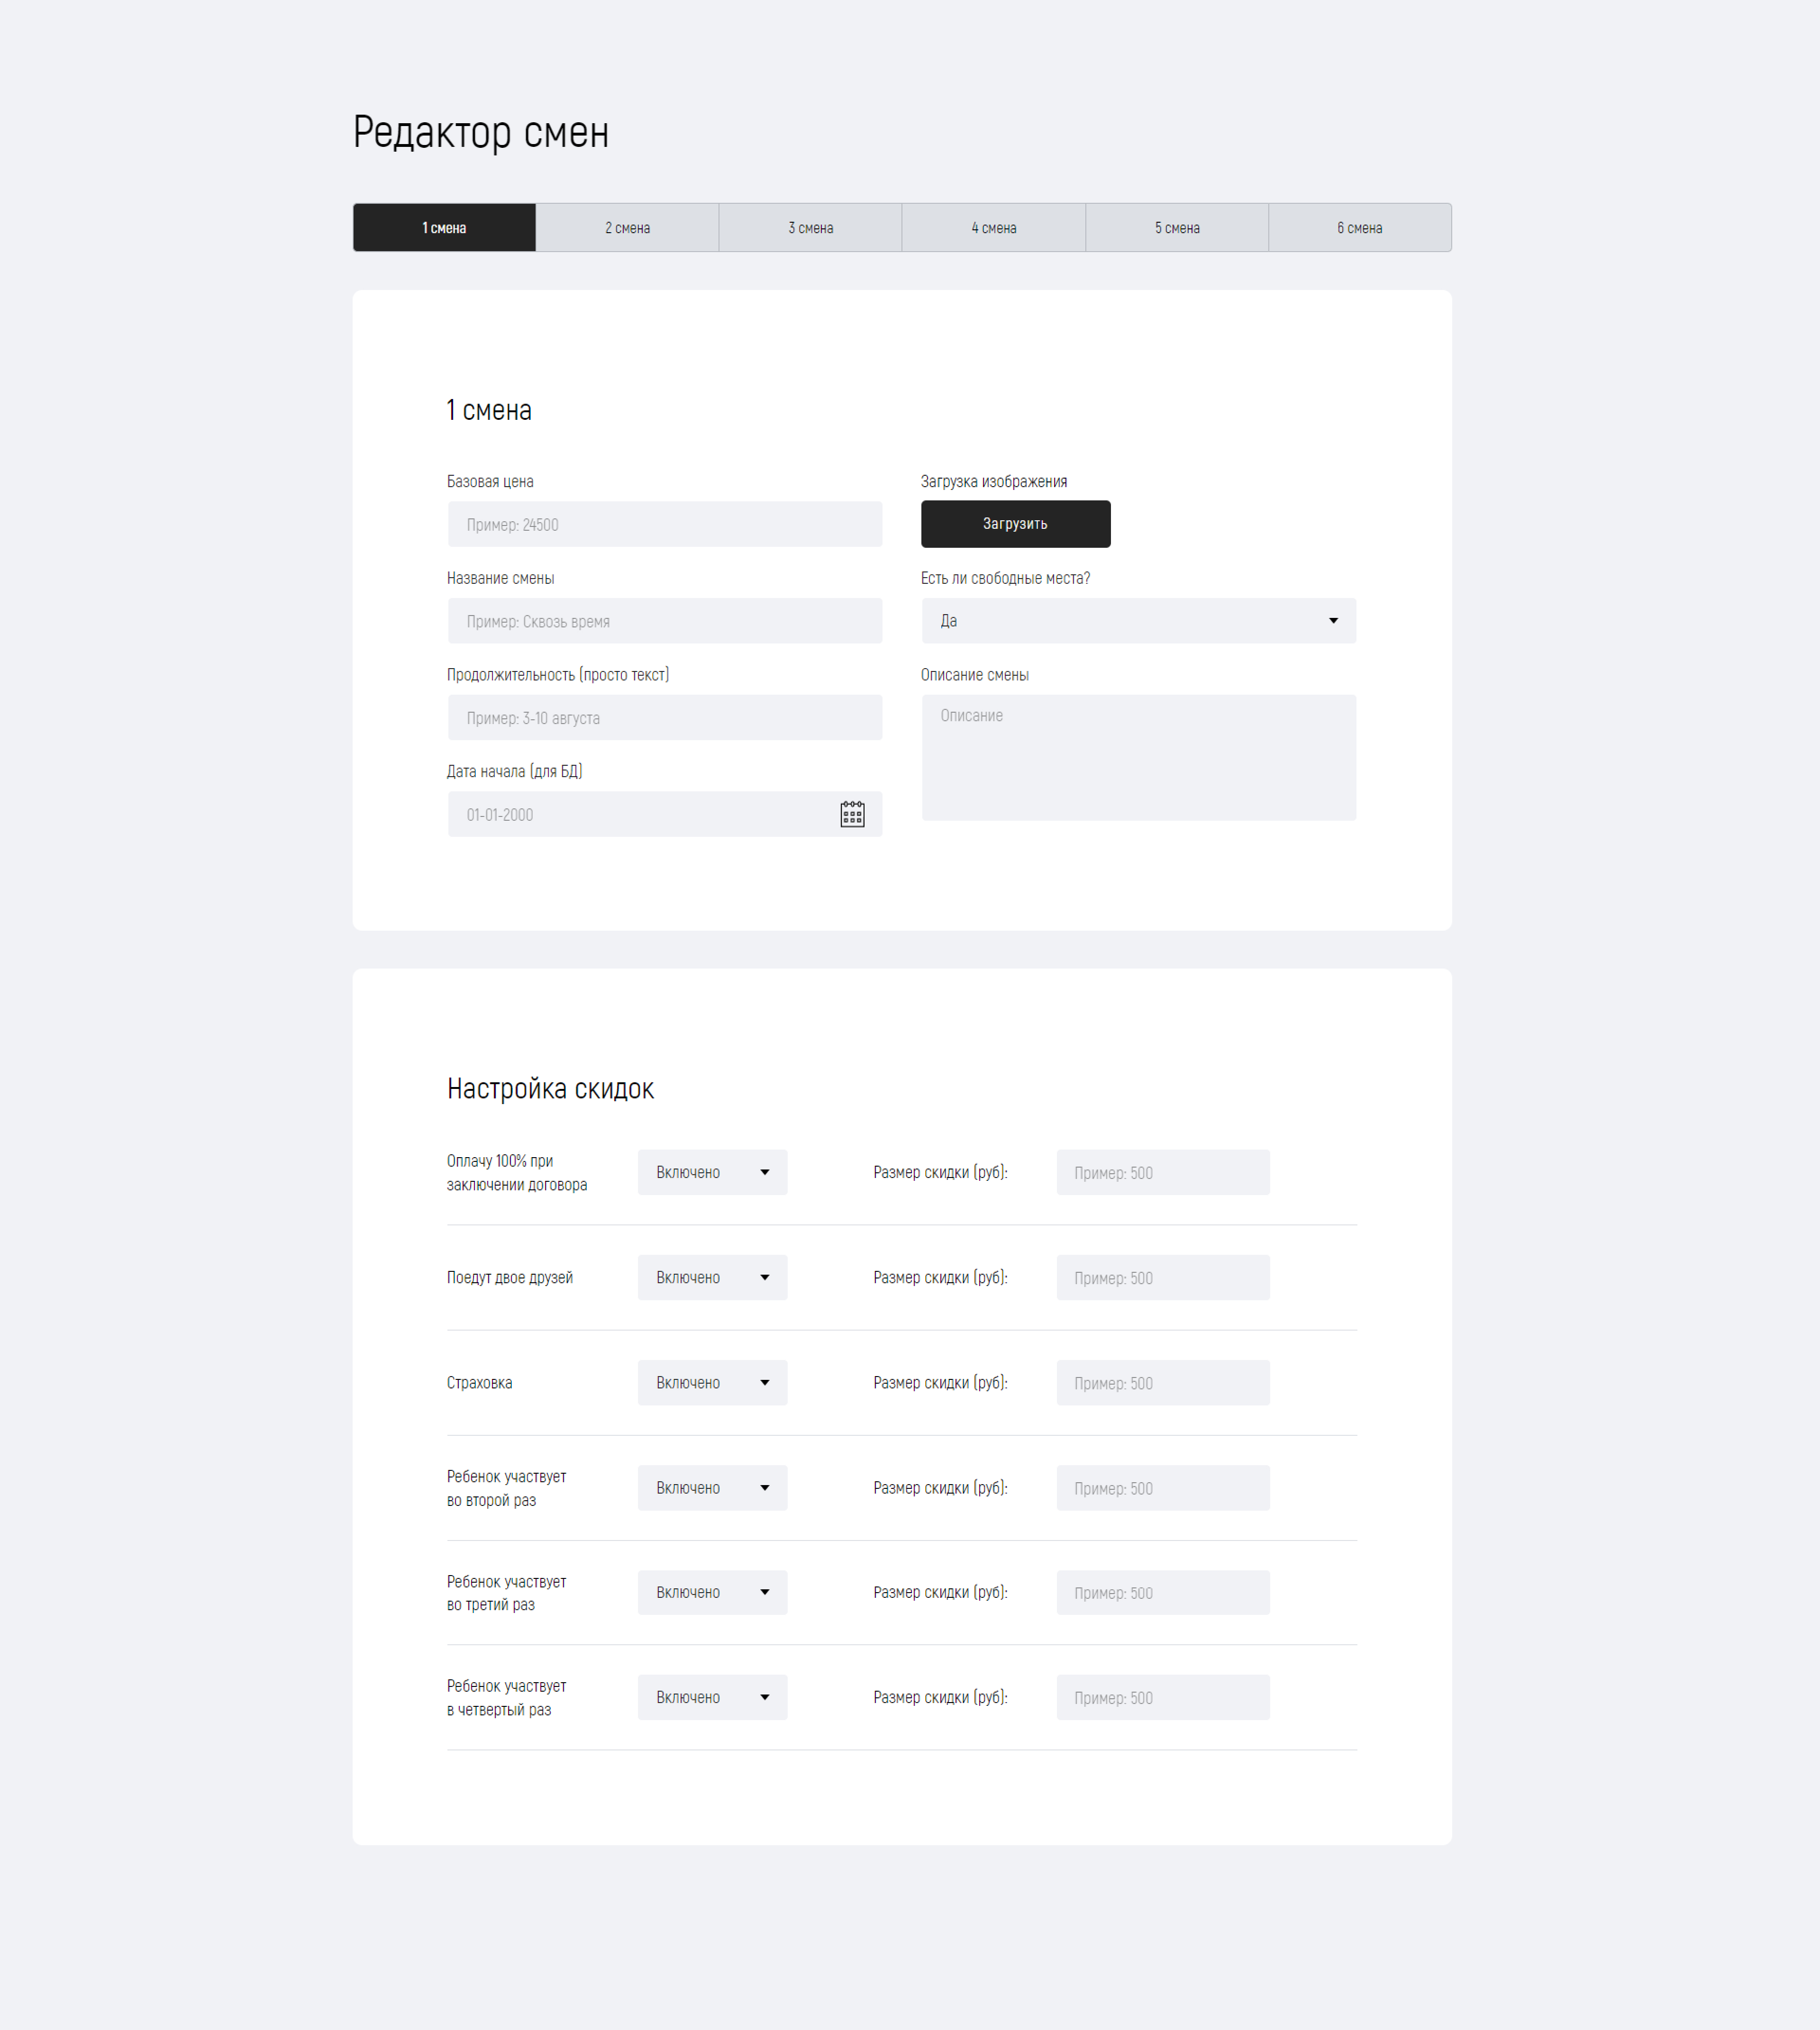 Редактор смен
1 смена
2 смена
3 смена
4 смена
5 смена
6 смена
1 смена
Базовая цена
Пример: 24500
Название смены
Пример: Сквозь время
Продолжительность (просто текст)
Пример: 3-10 августа
Дата начала (для БД)
01-01-2000
Загрузка изображения
Загрузить
Есть ли свободные места?
Да
Описание смены
Описание
Настройка скидок
Оплачу 100% при
заключении договора
Включено
Размер скидки (руб):
Пример: 500
Поедут двое друзей
Включено
Размер скидки (руб):
Пример: 500
Страховка
Включено
Размер скидки (руб):
Пример: 500
Ребенок участвует
во второй раз
Включено
Размер скидки (руб):
Пример: 500
Ребенок участвует
во третий раз
Включено
Размер скидки (руб):
Пример: 500
Ребенок участвует
в четвертый раз
Включено
Размер скидки (руб):
Пример: 500